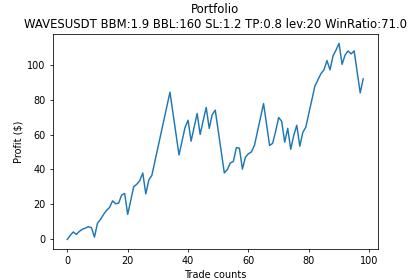 Portfolio
WAVESUSDT BBM:1.9 BBL:160 SL:1.2 TP:0.8 lev:20 WinRatio:71.0
Profit ($)
100
80
60
40
20
0
0 20 40 60 80 100
Trade counts